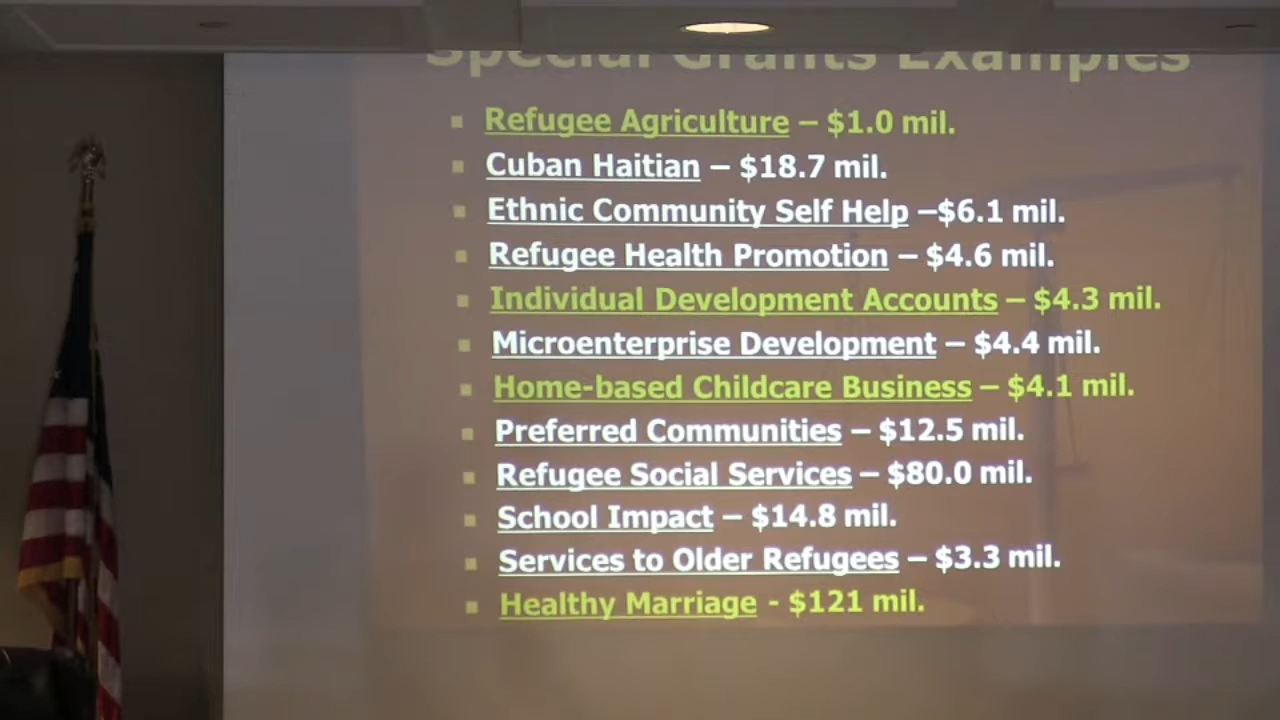 Special Grants Examples
Refugee Agriculture – $1.0 mil.
Cuban Haitian – $18.7 mil.
Ethnic Community Self Help –$6.1 mil.
Refugee Health Promotion – $4.6 mil.
Individual Development Accounts – $4.3 mil.
Microenterprise Development – $4.4 mil.
Home-based Childcare Business – $4.1 mil.
Preferred Communities – $12.5 mil.
Refugee Social Services – $80.0 mil.
School Impact – $14.8 mil.
Services to Older Refugees – $3.3 mil.
Healthy Marriage - $121 mil.